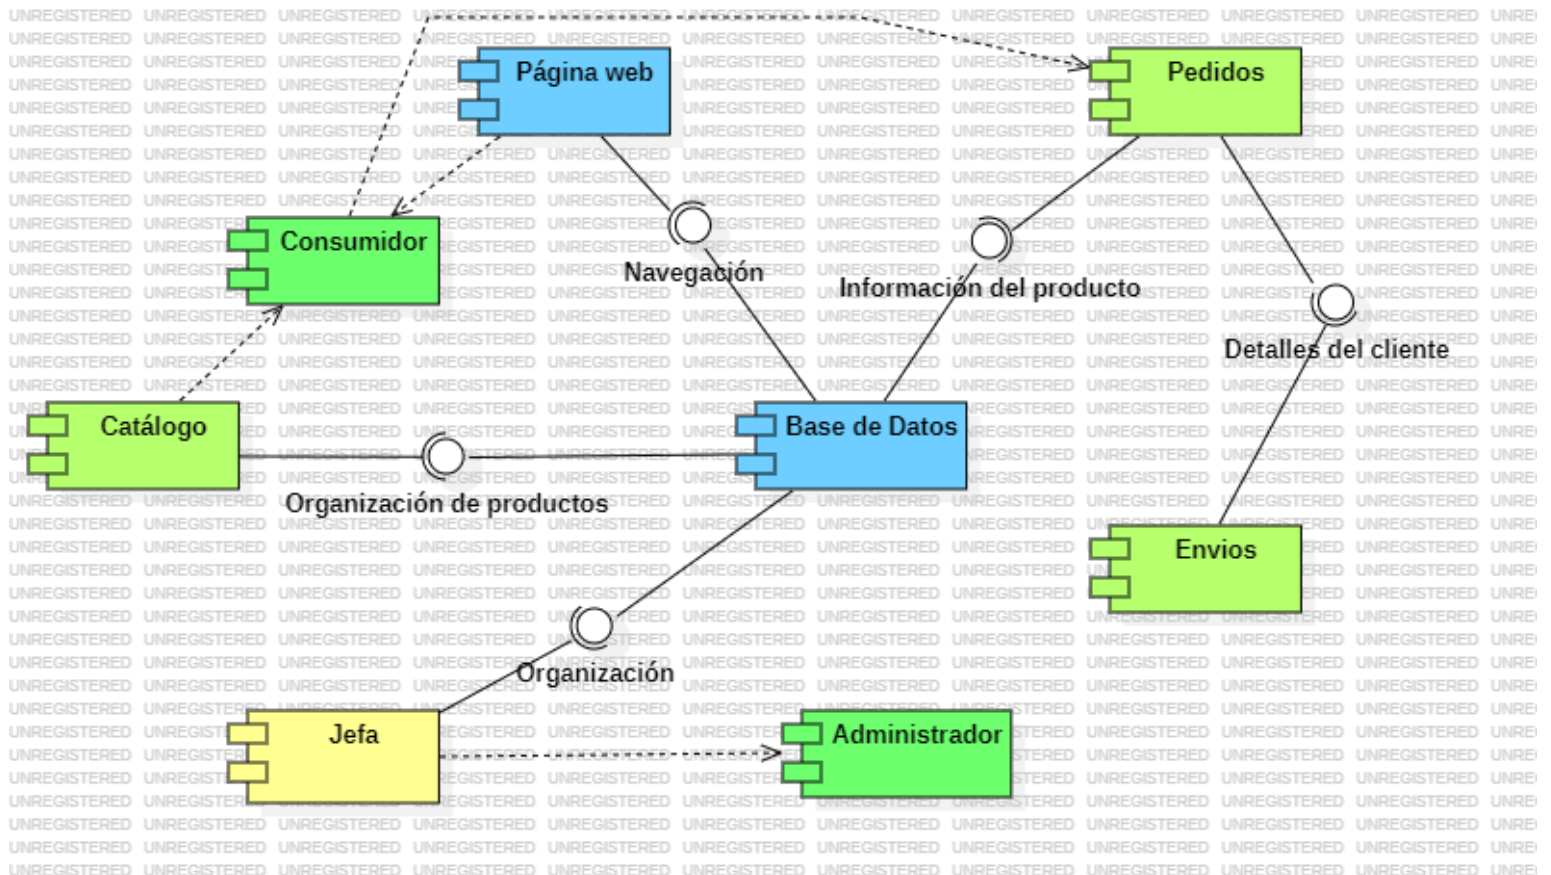 UNREGISTERED
Página web
Pedidos
Consumidor
Navegación
Información del producto
Detalles del cliente
Catálogo
Base de Datos
Organización de productos
Envios
Organización
Jefa
Administrador